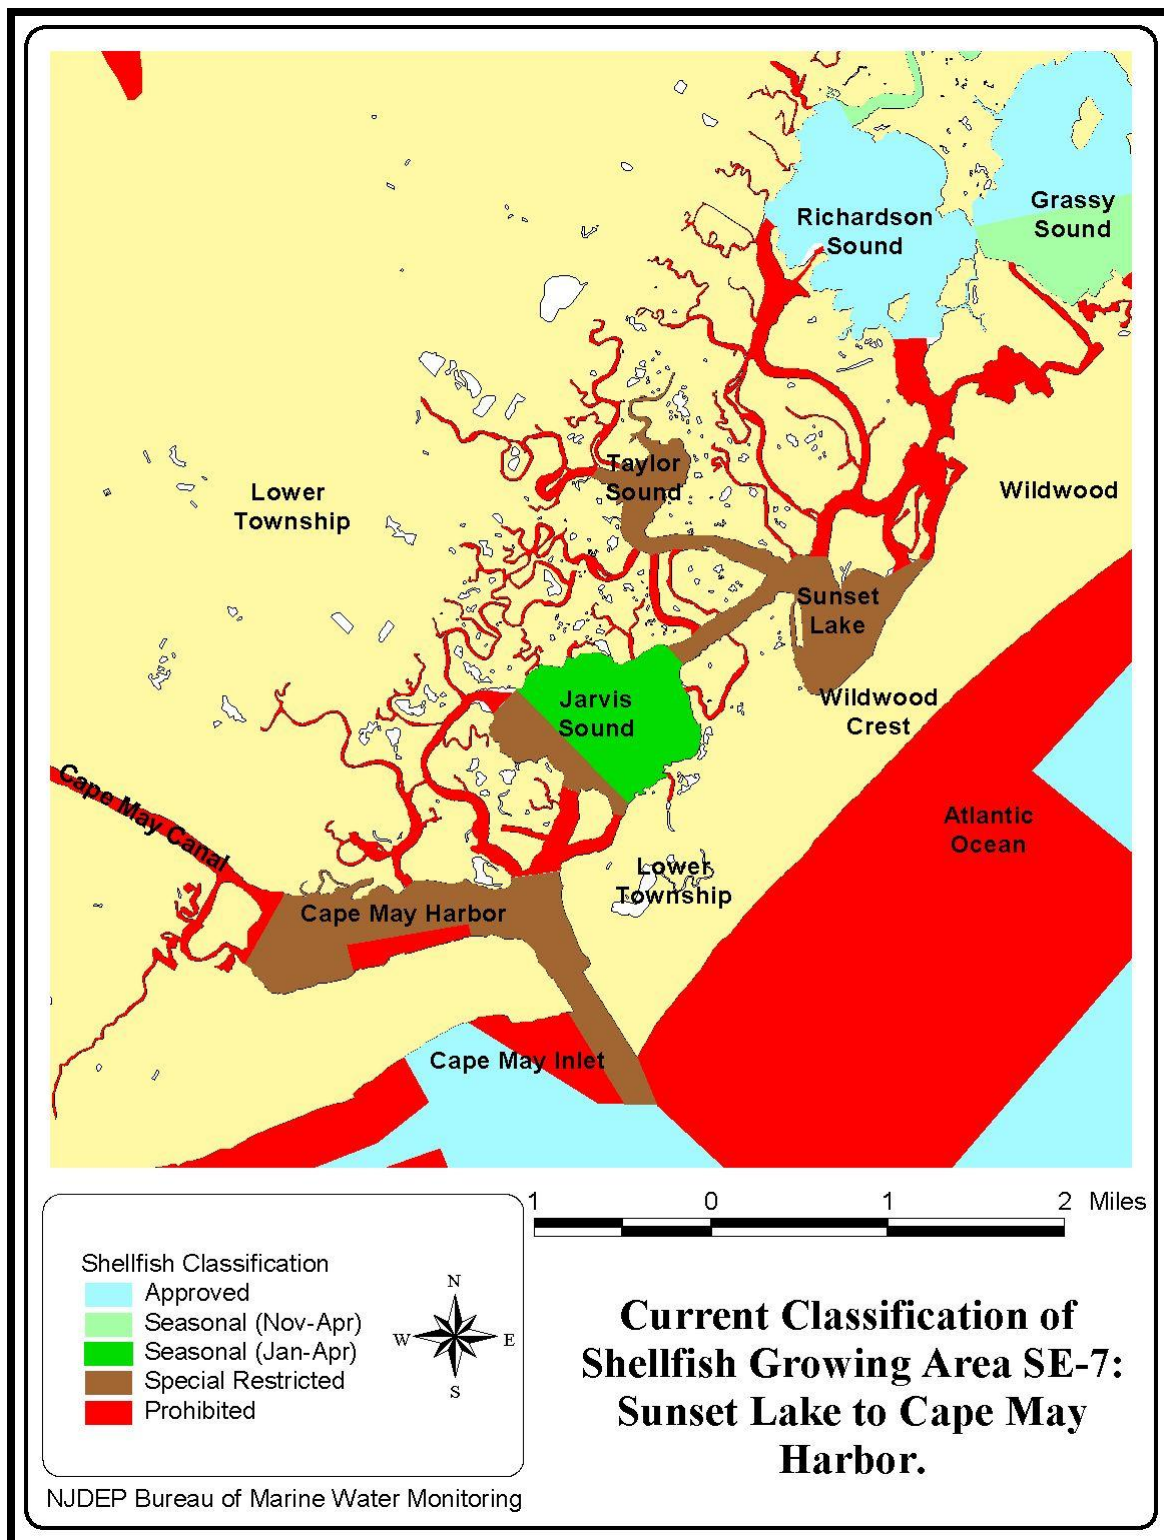 Richardson
Sound
Grassy
Sound
Taylor
Sound
Lower
Township
Wildwood
Sunset
Lake
Jarvis
Sound
Wildwood
Crest
Cape May Canal
Atlantic
Ocean
Lower
Township
Cape May Harbor
Cape May Inlet
1 0 1 2 Miles
Shellfish Classification
Approved
Seasonal (Nov-Apr)
Seasonal (Jan-Apr)
Special Restricted
Prohibited
N
W E
S
Current Classification of
Shellfish Growing Area SE-7:
Sunset Lake to Cape May
Harbor.
NJDEP Bureau of Marine Water Monitoring